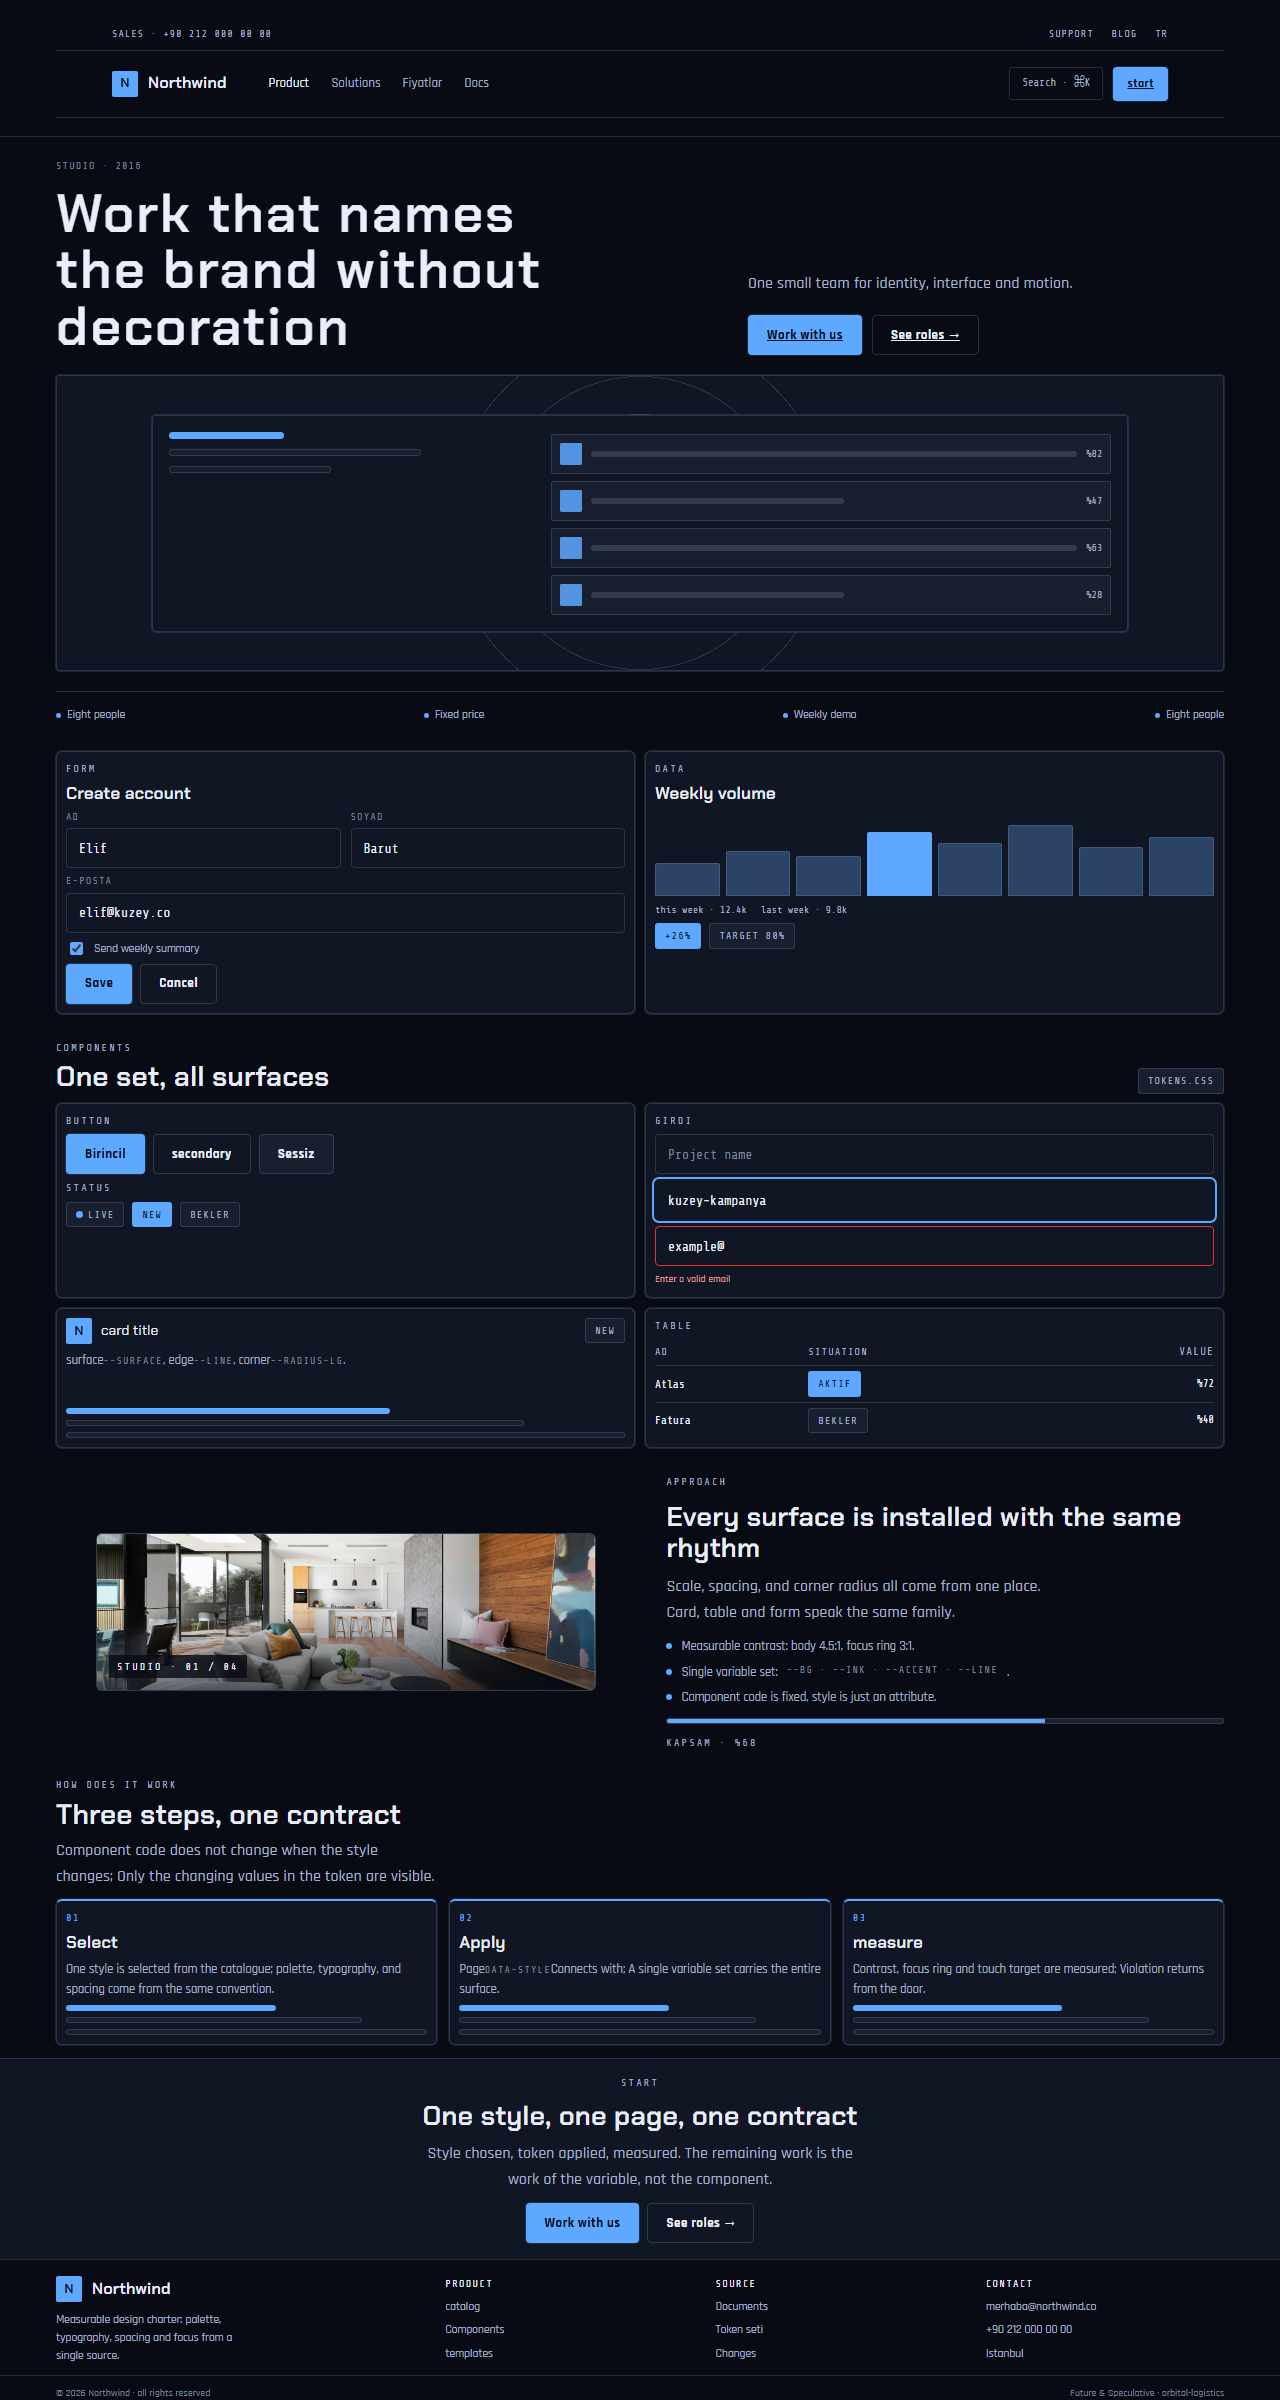 SALES · +90 212 000 00 00
SUPPORT BLOG TR
N Northwind Product Solutions Fiyatlar Docs Search · ⌘K start
STUDIO · 2016
Work that names
the brand without
decoration
One small team for identity, interface and motion.
Work with us See roles →
%82
%47
%63
%28
Eight people Fixed price Weekly demo Eight people
FORM
Create account
AD SOYAD
Elif Barut
E-POSTA
elif@kuzey.co
Send weekly summary
Save Cancel
DATA
Weekly volume
this week · 12.4k last week · 9.8k
+26% TARGET 80%
COMPONENTS
One set, all surfaces
TOKENS.CSS
BUTTON
Birincil secondary Sessiz
STATUS
LIVE NEW BEKLER
GIRDI
Project name
kuzey-kampanya
example@
Enter a valid email
N card title NEW
surface--SURFACE, edge--LINE, corner--RADIUS-LG.
TABLE
AD SITUATION VALUE
Atlas AKTIF %72
Fatura BEKLER %40
STUDIO · 01 / 04
APPROACH
Every surface is installed with the same
rhythm
Scale, spacing, and corner radius all come from one place.
Card, table and form speak the same family.
Measurable contrast: body 4.5:1, focus ring 3:1.
Single variable set: --BG · --INK · --ACCENT · --LINE .
Component code is fixed, style is just an attribute.
KAPSAM · %68
HOW DOES IT WORK
Three steps, one contract
Component code does not change when the style
changes; Only the changing values in the token are visible.
01
Select
One style is selected from the catalogue; palette, typography, and
spacing come from the same convention.
02
Apply
PageDATA-STYLEConnects with; A single variable set carries the entire
surface.
03
measure
Contrast, focus ring and touch target are measured; Violation returns
from the door.
START
One style, one page, one contract
Style chosen, token applied, measured. The remaining work is the
work of the variable, not the component.
Work with us See roles →
N Northwind
Measurable design charter: palette,
typography, spacing and focus from a
single source.
PRODUCT
catalog
Components
templates
SOURCE
Documents
Token seti
Changes
CONTACT
merhaba@northwind.co
+90 212 000 00 00
Istanbul
© 2026 Northwind · all rights reserved
Future & Speculative · orbital-logistics